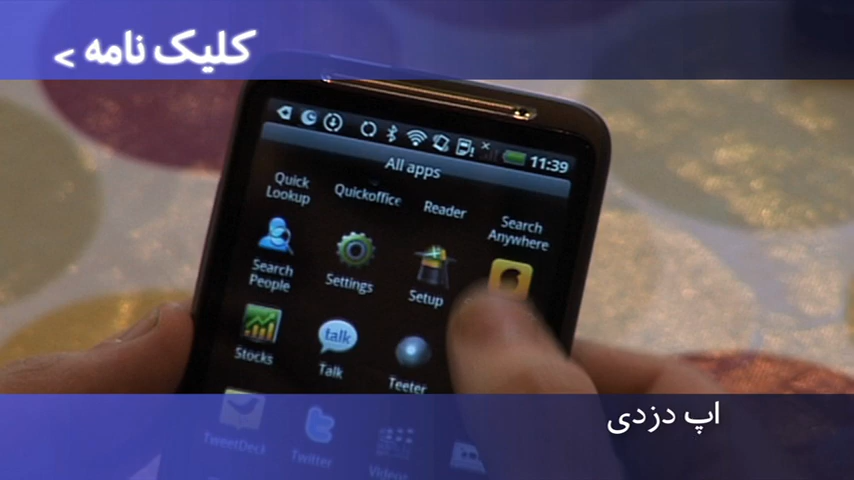 کلیک نامه >
11:39
All apps
Quick Lookup
Quickoffice
Reader
Search Anywhere
Search People
Settings
Setup
Stocks
Talk
talk
Teeter
TweetDeck
Twitter
Videos
اپ دزدی